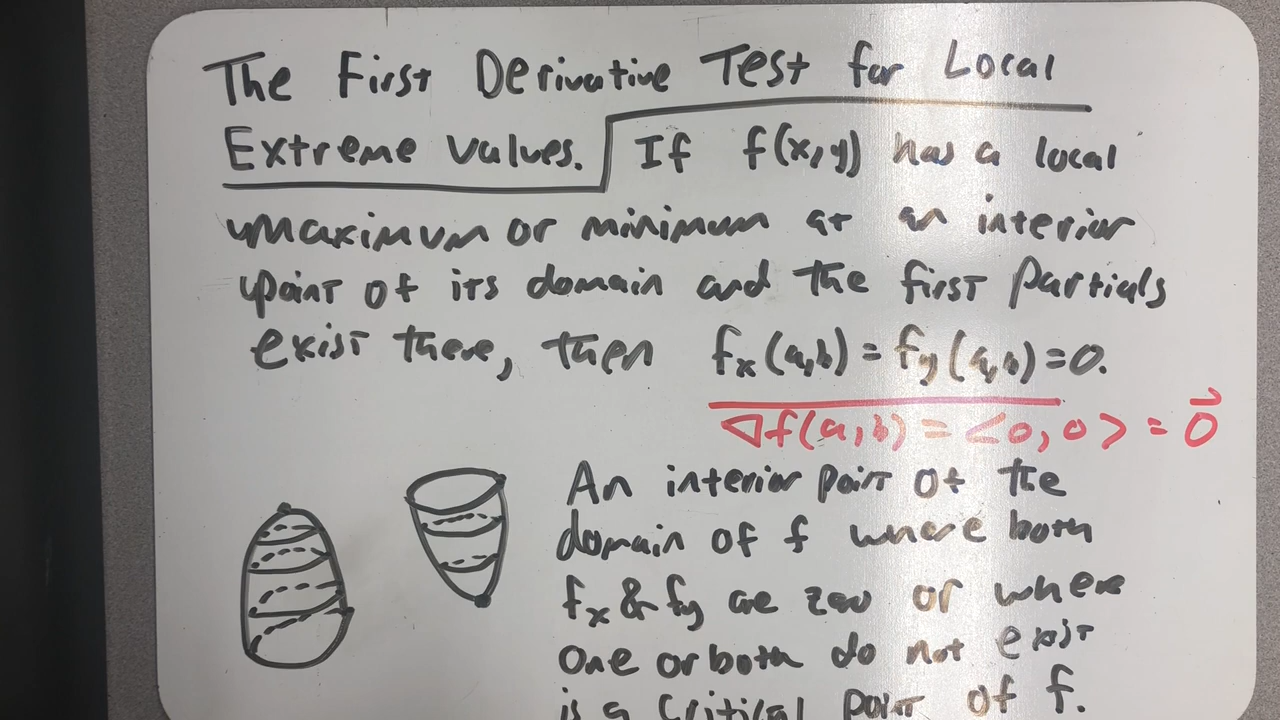 The First Derivative Test for Local
Extreme Values. If f(x,y) has a local
maximum or minimum at an interior
point of its domain and the first partials
exist there, then fx(a,b) = fy(a,b) = 0.
∇f(a,b) = <0,0> = 0⃗
An interior point of the
domain of f where both
fx & fy are zero or where
one or both do not exist
is a critical point of f.